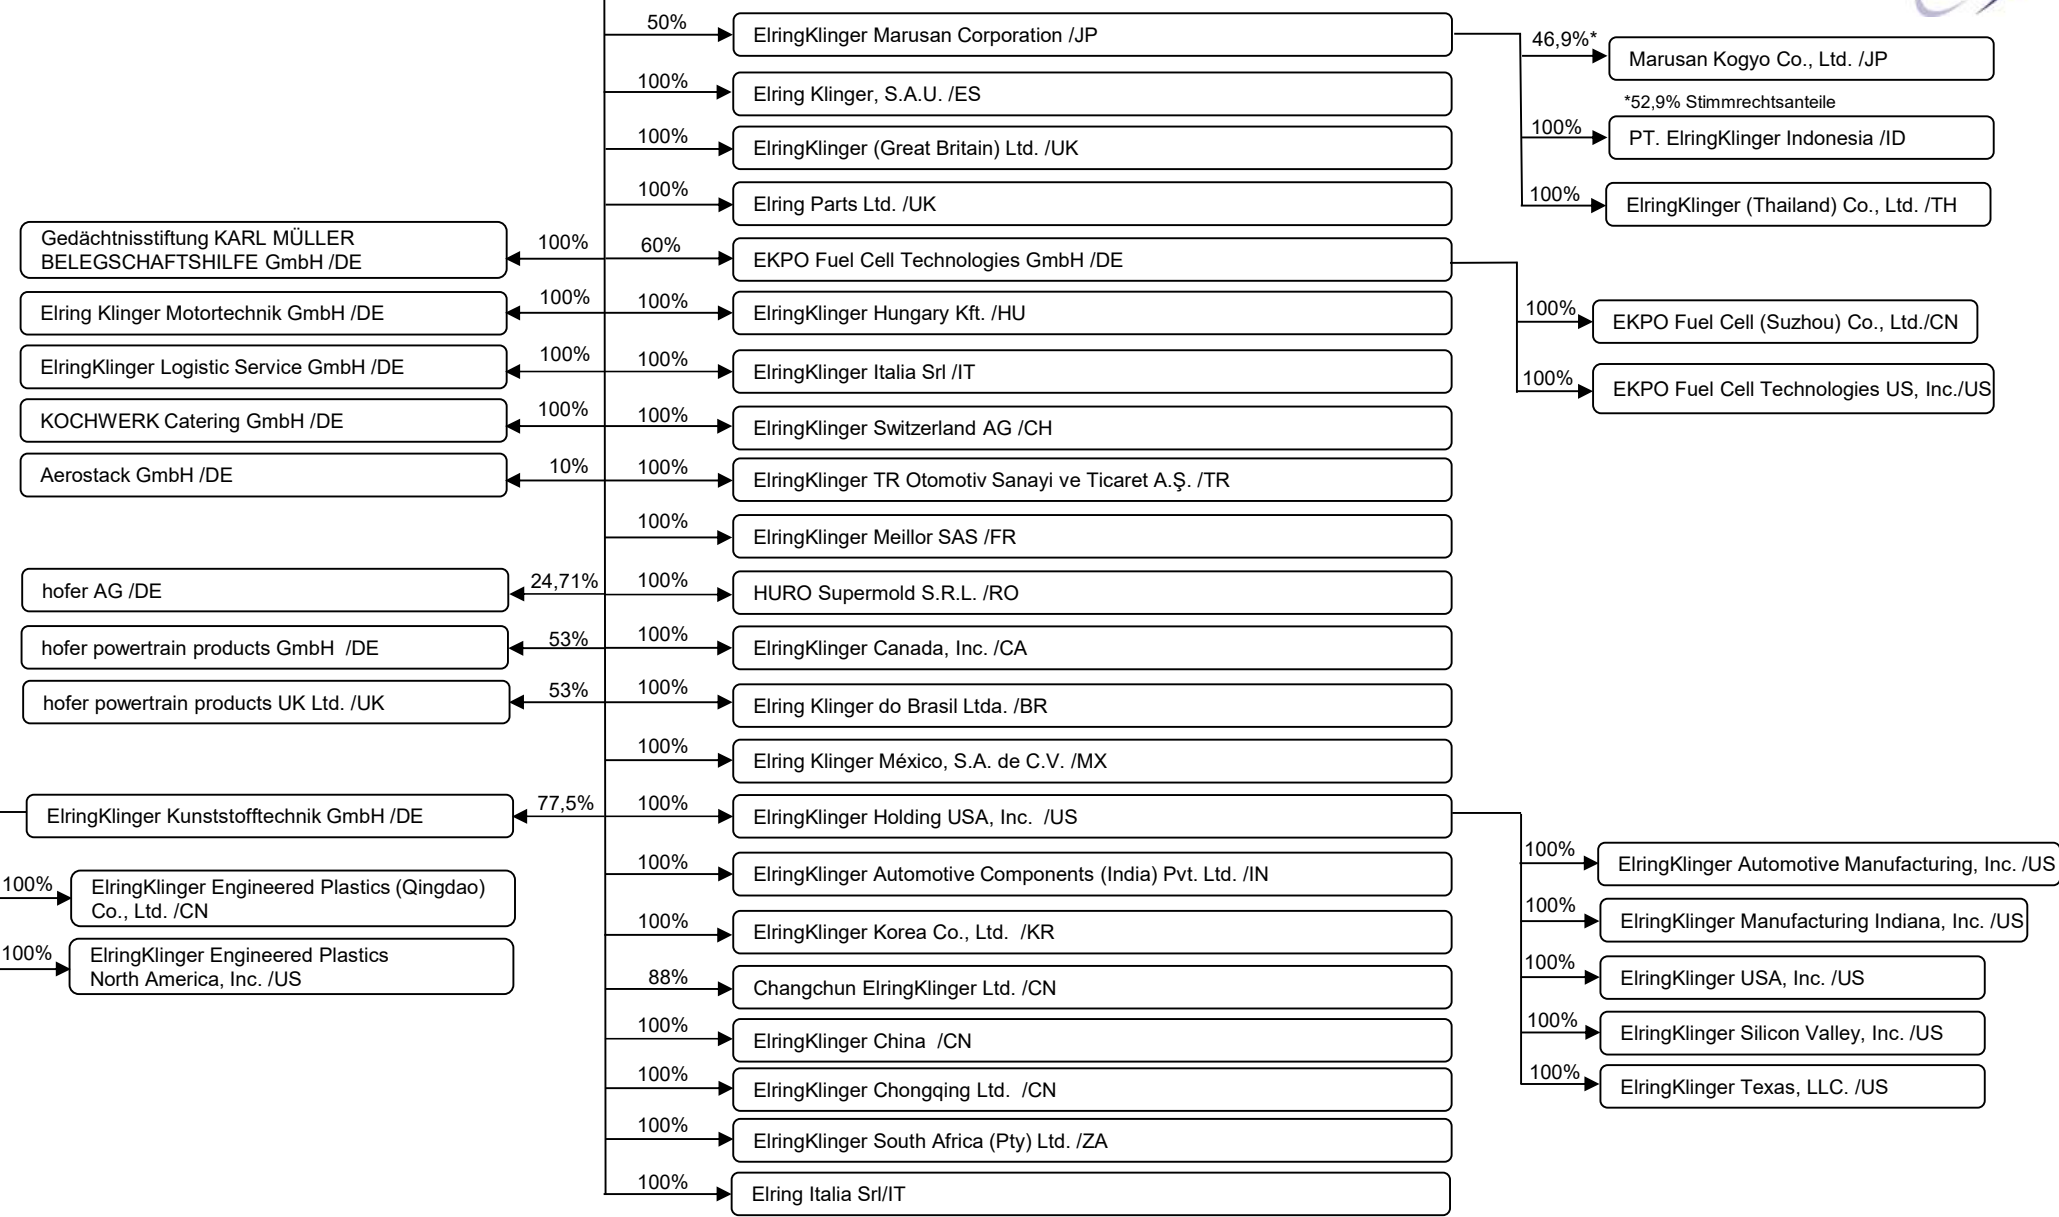 50%
ElringKlinger Marusan Corporation /JP
46,9%*
Marusan Kogyo Co., Ltd. /JP
*52,9% Stimmrechtsanteile
100%
PT. ElringKlinger Indonesia /ID
100%
ElringKlinger (Thailand) Co., Ltd. /TH
100%
Elring Klinger, S.A.U. /ES
100%
ElringKlinger (Great Britain) Ltd. /UK
100%
Elring Parts Ltd. /UK
Gedächtnisstiftung KARL MÜLLER
BELEGSCHAFTSHILFE GmbH /DE
100%
60%
EKPO Fuel Cell Technologies GmbH /DE
100%
EKPO Fuel Cell (Suzhou) Co., Ltd./CN
100%
EKPO Fuel Cell Technologies US, Inc./US
Elring Klinger Motortechnik GmbH /DE
100%
100%
ElringKlinger Hungary Kft. /HU
ElringKlinger Logistic Service GmbH /DE
100%
100%
ElringKlinger Italia Srl /IT
KOCHWERK Catering GmbH /DE
100%
100%
ElringKlinger Switzerland AG /CH
Aerostack GmbH /DE
10%
100%
ElringKlinger TR Otomotiv Sanayi ve Ticaret A.Ş. /TR
100%
ElringKlinger Meillor SAS /FR
hofer AG /DE
24,71%
100%
HURO Supermold S.R.L. /RO
hofer powertrain products GmbH /DE
53%
100%
ElringKlinger Canada, Inc. /CA
hofer powertrain products UK Ltd. /UK
53%
100%
Elring Klinger do Brasil Ltda. /BR
100%
Elring Klinger México, S.A. de C.V. /MX
ElringKlinger Kunststofftechnik GmbH /DE
77,5%
100%
ElringKlinger Holding USA, Inc. /US
100%
ElringKlinger Engineered Plastics (Qingdao)
Co., Ltd. /CN
100%
ElringKlinger Engineered Plastics
North America, Inc. /US
100%
ElringKlinger Automotive Manufacturing, Inc. /US
100%
ElringKlinger Manufacturing Indiana, Inc. /US
100%
ElringKlinger USA, Inc. /US
100%
ElringKlinger Silicon Valley, Inc. /US
100%
ElringKlinger Texas, LLC. /US
100%
ElringKlinger Automotive Components (India) Pvt. Ltd. /IN
100%
ElringKlinger Korea Co., Ltd. /KR
88%
Changchun ElringKlinger Ltd. /CN
100%
ElringKlinger China /CN
100%
ElringKlinger Chongqing Ltd. /CN
100%
ElringKlinger South Africa (Pty) Ltd. /ZA
100%
Elring Italia Srl/IT